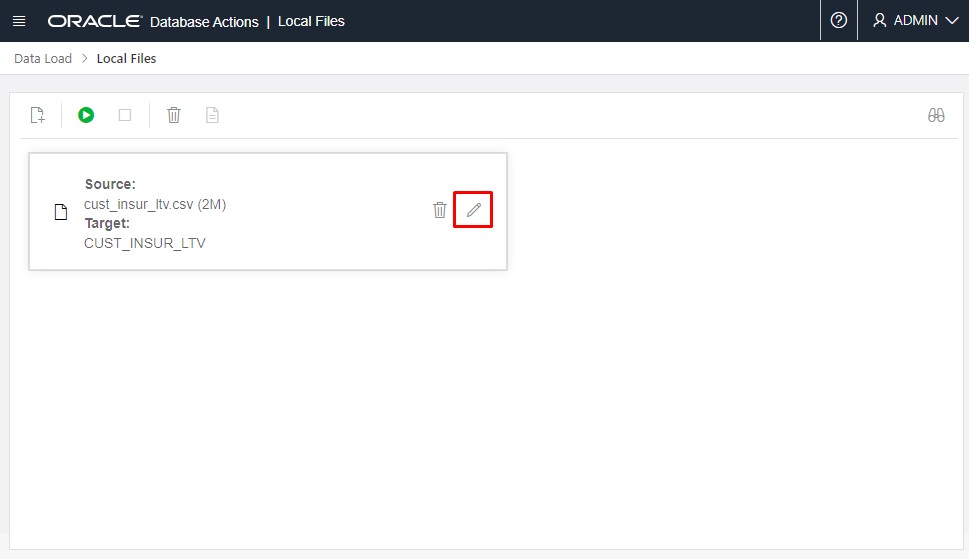 ORACLE® Database Actions | Local Files
ADMIN
Data Load > Local Files
Source:
cust_insur_ltv.csv (2M)
Target:
CUST_INSUR_LTV